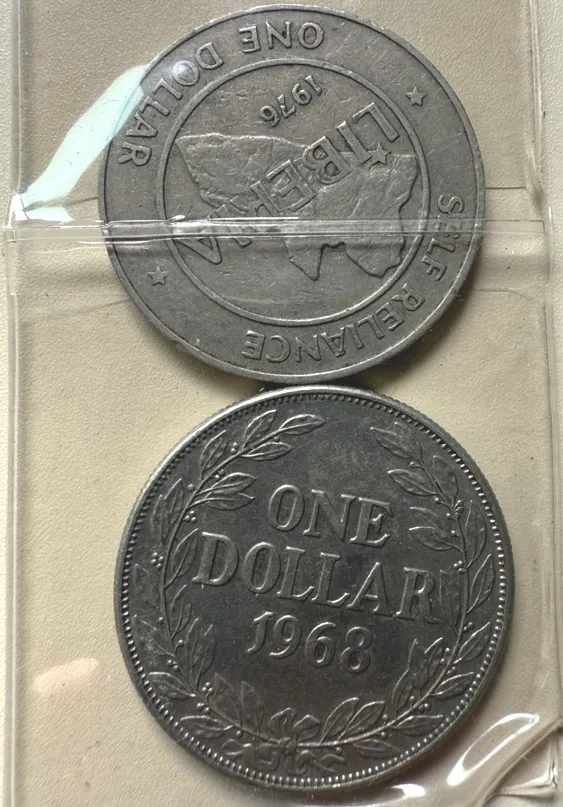 ONE DOLLAR
1976
LIBERIA
SELF RELIANCE
ONE
DOLLAR
1968